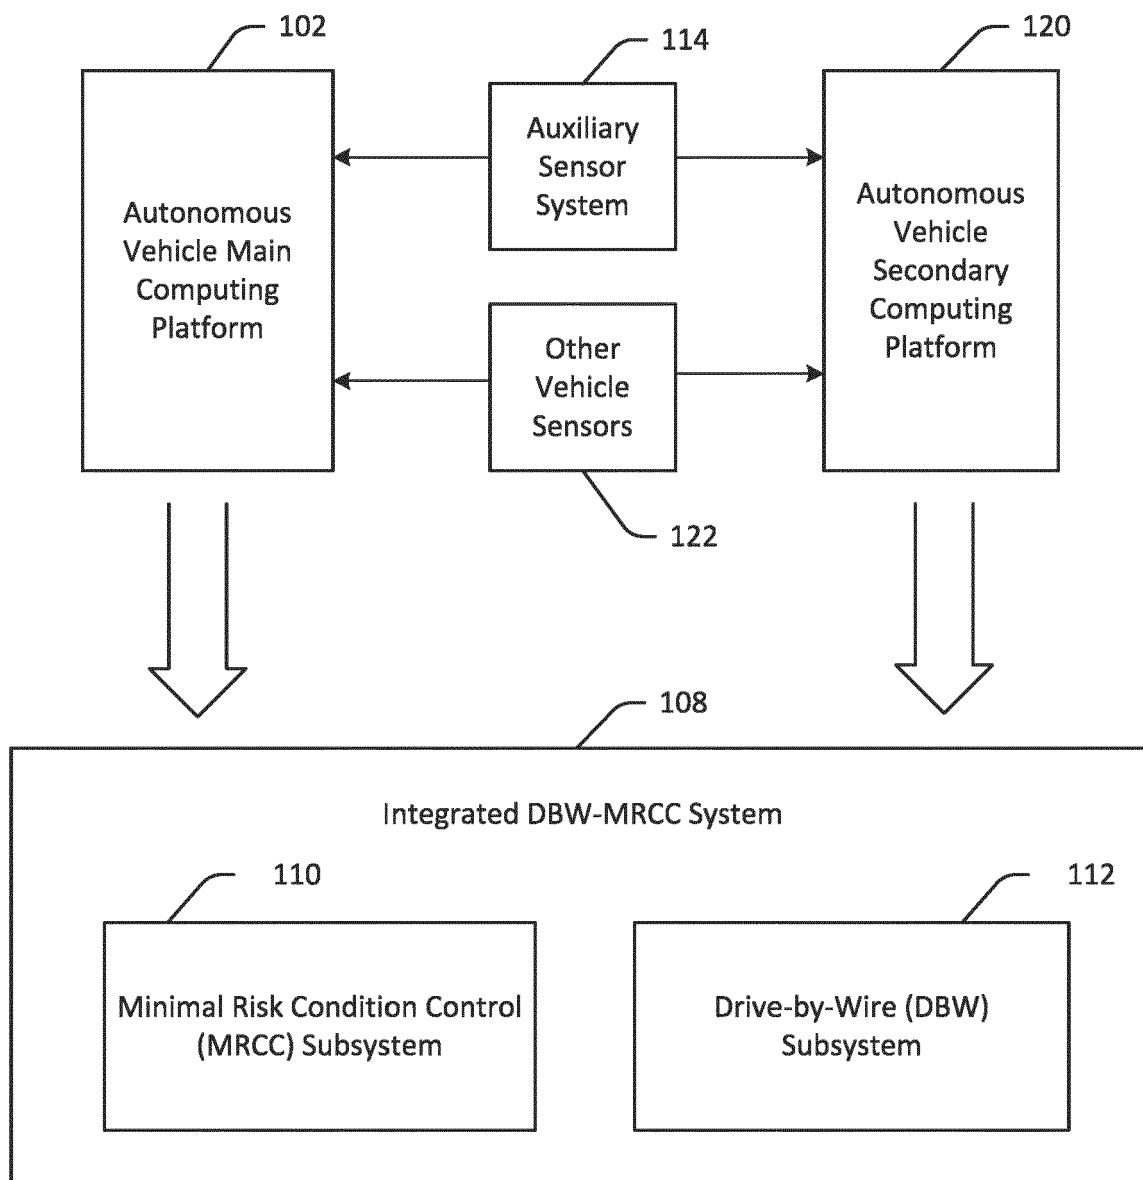 102
114
120
Auxiliary
Sensor
System
Autonomous
Vehicle Main
Computing
Platform
Autonomous
Vehicle
Secondary
Computing
Platform
Other
Vehicle
Sensors
122
108
Integrated DBW-MRCC System
110
112
Minimal Risk Condition Control
(MRCC) Subsystem
Drive-by-Wire (DBW)
Subsystem